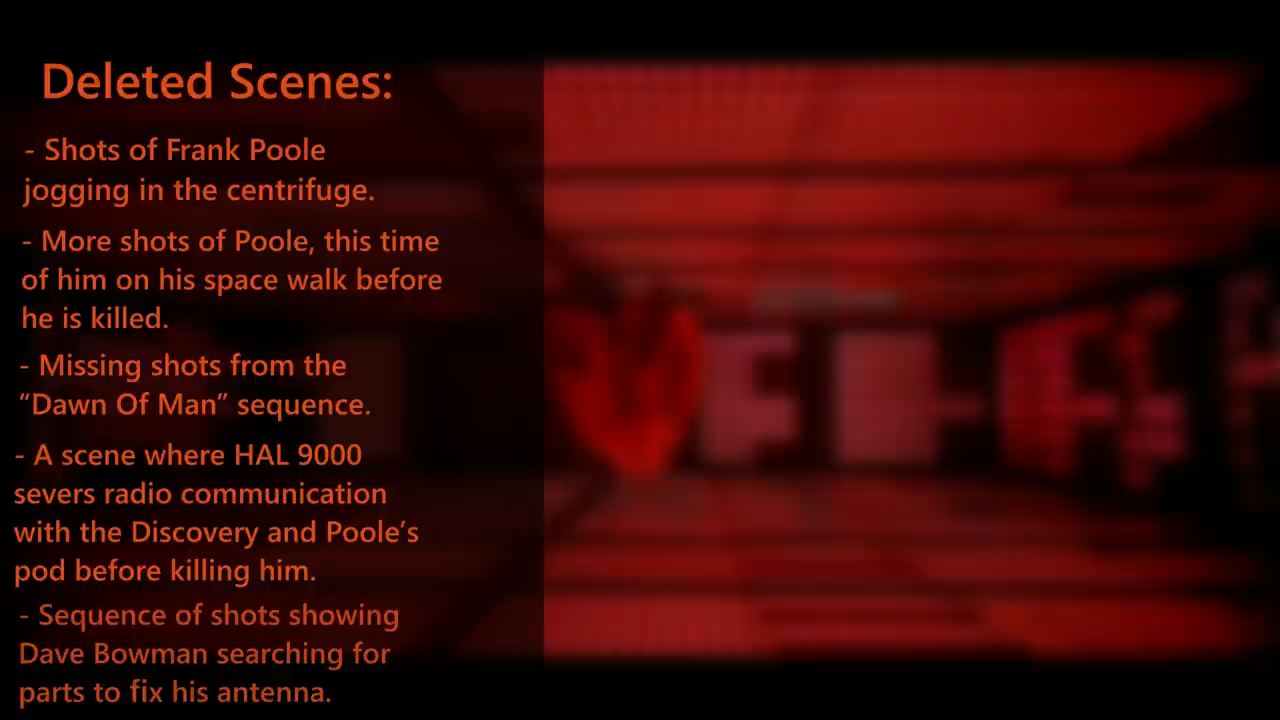 Deleted Scenes:
- Shots of Frank Poole
jogging in the centrifuge.
- More shots of Poole, this time
of him on his space walk before
he is killed.
- Missing shots from the
“Dawn Of Man” sequence.
- A scene where HAL 9000
severs radio communication
with the Discovery and Poole’s
pod before killing him.
- Sequence of shots showing
Dave Bowman searching for
parts to fix his antenna.